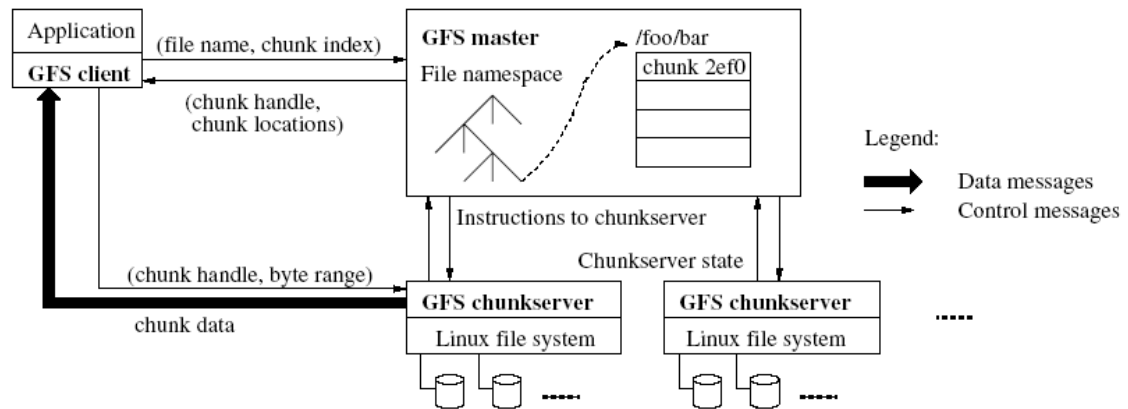 Application
GFS client
(file name, chunk index)
(chunk handle,
chunk locations)
GFS master
File namespace
/foo/bar
chunk 2ef0
Legend:
Data messages
Control messages
Instructions to chunkserver
Chunkserver state
(chunk handle, byte range)
chunk data
GFS chunkserver
Linux file system
GFS chunkserver
Linux file system